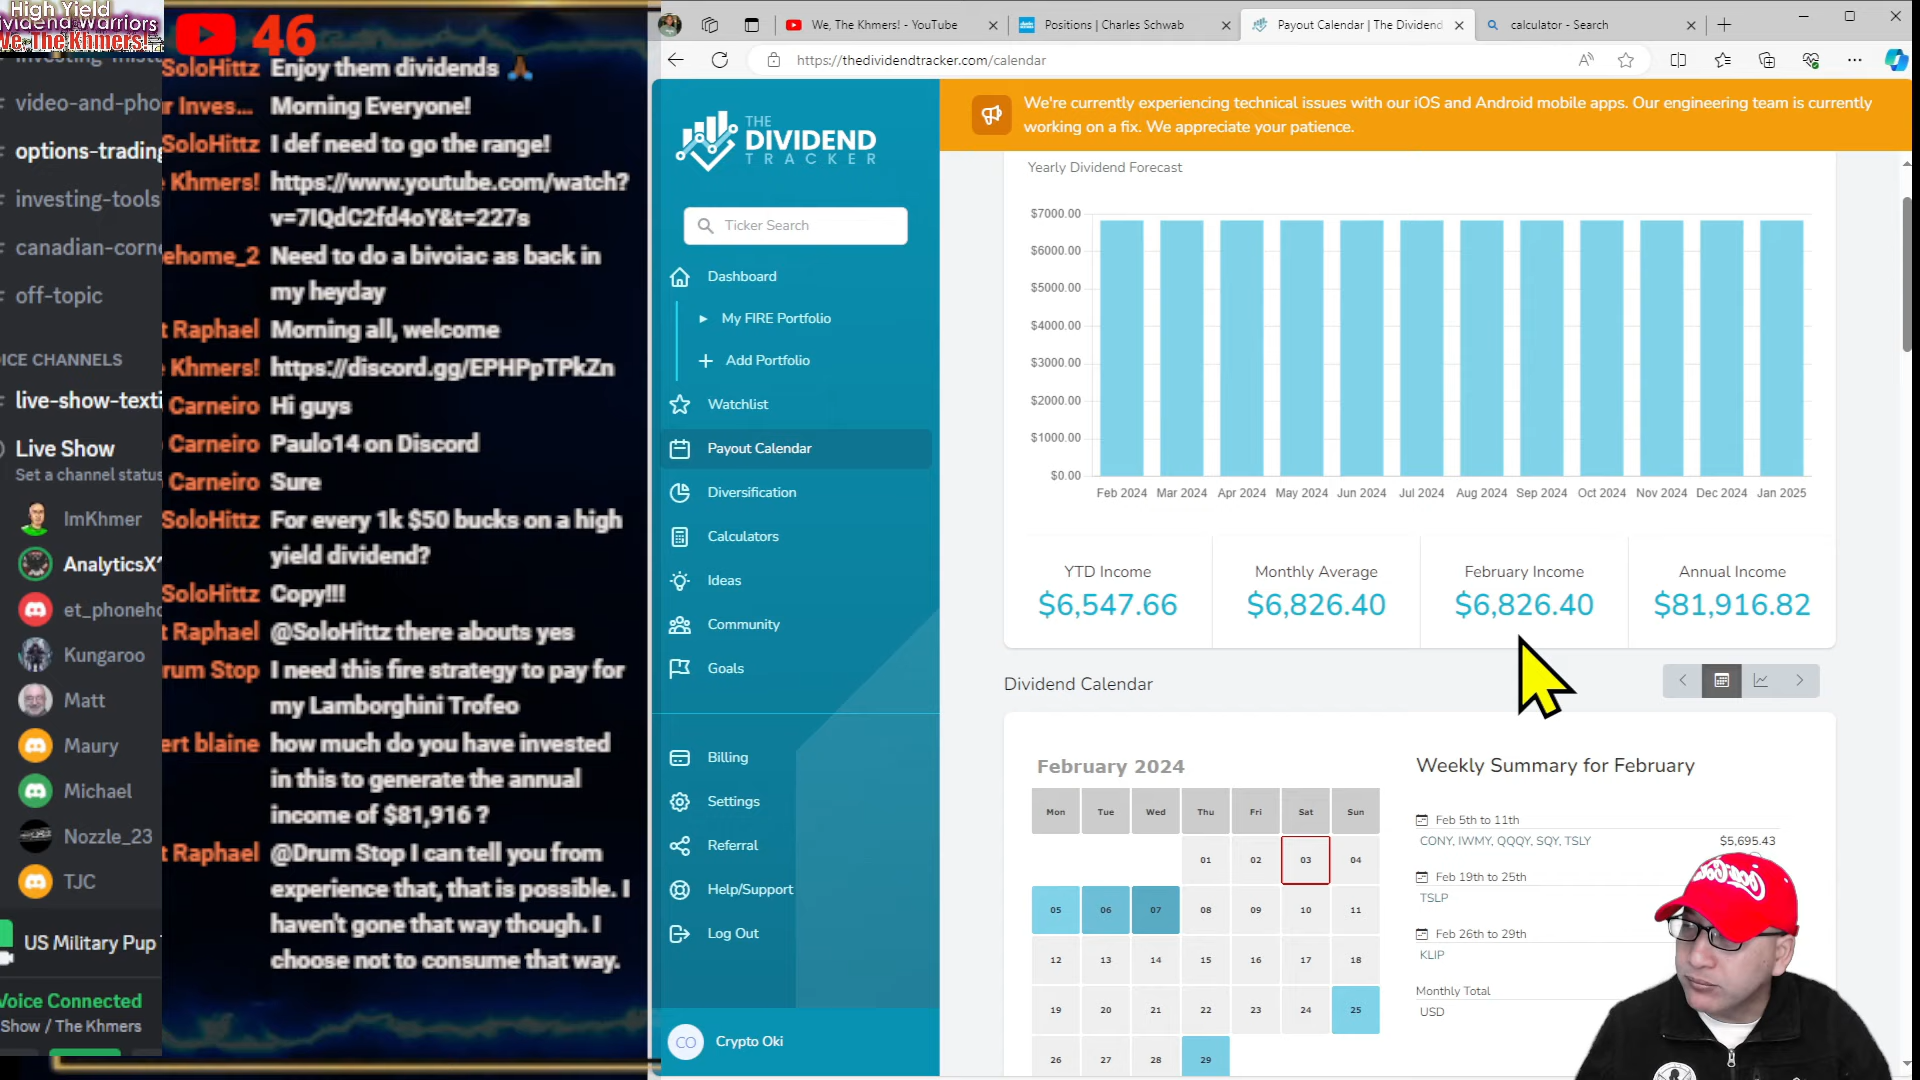 High Yield
Dividend Warriors
We, The Khmers!
video-and-pho
options-trading
investing-tools
canadian-corne
off-topic
ICE CHANNELS
live-show-texti
Live Show
Set a channel status
ImKhmer
AnalyticsX^
et_phoneho
Kungaroo
Matt
Maury
Michael
Nozzle_23
TJC
US Military Pup
Voice Connected
Show / The Khmers
46
SoloHittz Enjoy them dividends 🙏🏾
r Inves... Morning Everyone!
SoloHittz I def need to go the range!
Khmers! https://www.youtube.com/watch?
v=7IQdC2fd4oY&t=227s
ehome_2 Need to do a bivoiac as back in
my heyday
t Raphael Morning all, welcome
Khmers! https://discord.gg/EPHPpTPkZn
Carneiro Hi guys
Carneiro Paulo14 on Discord
Carneiro Sure
SoloHittz For every 1k $50 bucks on a high
yield dividend?
SoloHittz Copy!!!
t Raphael @SoloHittz there abouts yes
rum Stop I need this fire strategy to pay for
my Lamborghini Trofeo
ert blaine how much do you have invested
in this to generate the annual
income of $81,916 ?
t Raphael @Drum Stop I can tell you from
experience that, that is possible. I
haven't gone that way though. I
choose not to consume that way.
We, The Khmers! - YouTube
Positions | Charles Schwab
Payout Calendar | The Dividend
calculator - Search
https://thedividendtracker.com/calendar
THE
DIVIDEND
TRACKER
Ticker Search
Dashboard
My FIRE Portfolio
Add Portfolio
Watchlist
Payout Calendar
Diversification
Calculators
Ideas
Community
Goals
Billing
Settings
Referral
Help/Support
Log Out
CO Crypto Oki
We're currently experiencing technical issues with our iOS and Android mobile apps. Our engineering team is currently
working on a fix. We appreciate your patience.
Yearly Dividend Forecast
$7000.00
$6000.00
$5000.00
$4000.00
$3000.00
$2000.00
$1000.00
$0.00
Feb 2024 Mar 2024 Apr 2024 May 2024 Jun 2024 Jul 2024 Aug 2024 Sep 2024 Oct 2024 Nov 2024 Dec 2024 Jan 2025
YTD Income Monthly Average February Income Annual Income
$6,547.66 $6,826.40 $6,826.40 $81,916.82
Dividend Calendar
February 2024
Mon Tue Wed Thu Fri Sat Sun
01 02 03 04
05 06 07 08 09 10 11
12 13 14 15 16 17 18
19 20 21 22 23 24 25
26 27 28 29
Weekly Summary for February
Feb 5th to 11th
CONY, IWMY, QQQY, SQY, TSLY $5,695.43
Feb 19th to 25th
TSLP
Feb 26th to 29th
KLIP
Monthly Total
USD
Coca-Cola